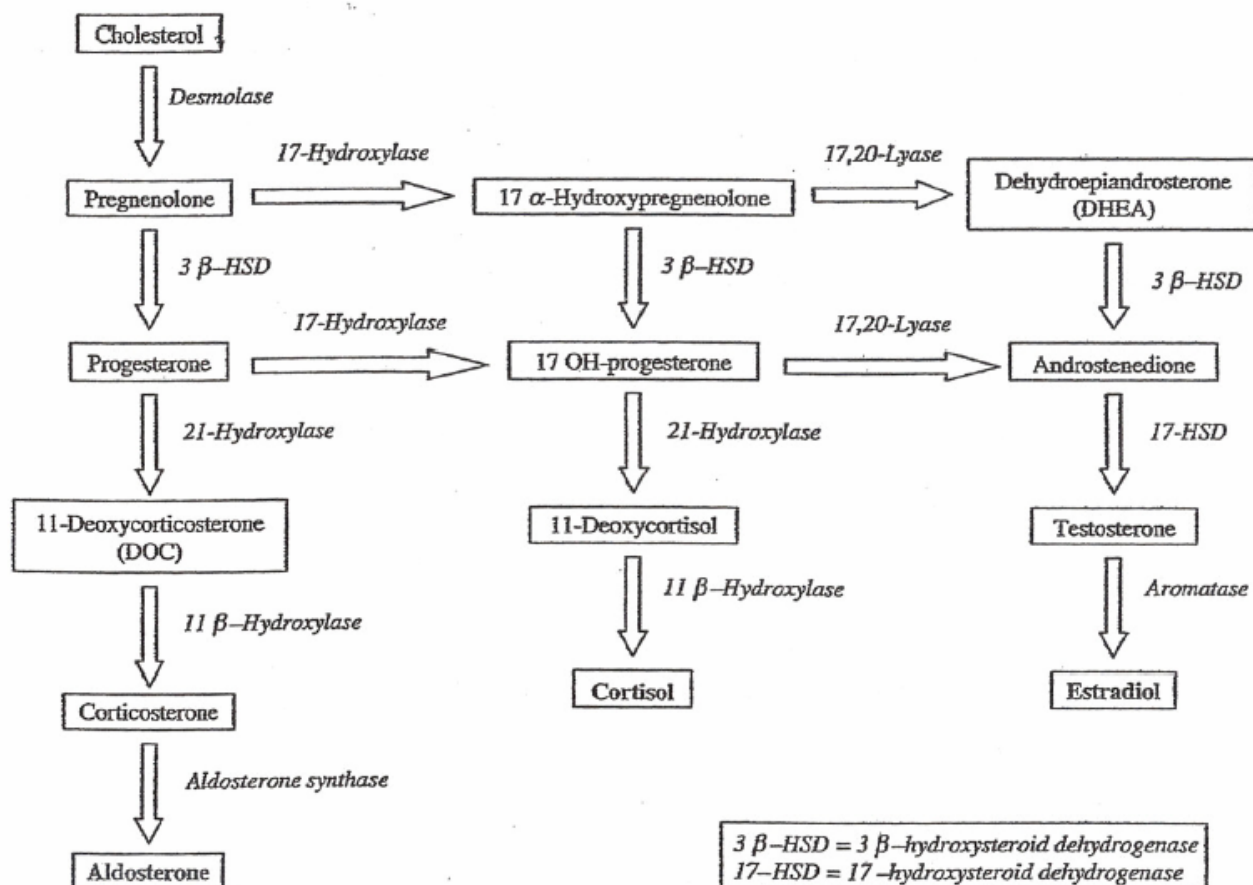 Cholesterol
Desmolase
17-Hydroxylase
17,20-Lyase
Pregnenolone
17 α-Hydroxypregnenolone
Dehydroepiandrosterone
(DHEA)
3 β–HSD
3 β–HSD
3 β–HSD
17-Hydroxylase
17,20-Lyase
Progesterone
17 OH-progesterone
Androstenedione
21-Hydroxylase
21-Hydroxylase
17-HSD
11-Deoxycorticosterone
(DOC)
11-Deoxycortisol
Testosterone
11 β–Hydroxylase
11 β–Hydroxylase
Aromatase
Corticosterone
Cortisol
Estradiol
Aldosterone synthase
Aldosterone
3 β–HSD = 3 β–hydroxysteroid dehydrogenase
17–HSD = 17 –hydroxysteroid dehydrogenase